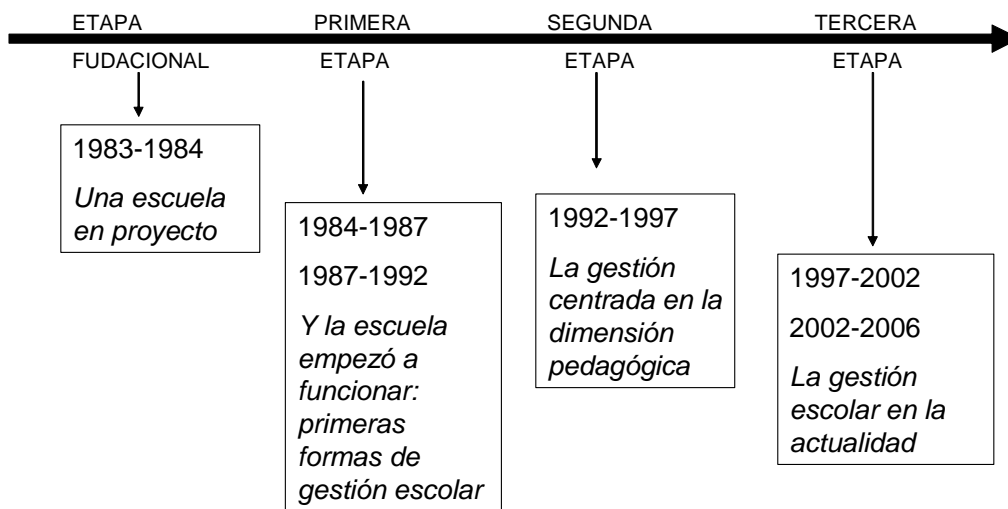 ETAPA
FUDACIONAL
1983-1984
Una escuela
en proyecto
PRIMERA
ETAPA
1984-1987
1987-1992
Y la escuela
empezó a
funcionar:
primeras
formas de
gestión escolar
SEGUNDA
ETAPA
1992-1997
La gestión
centrada en la
dimensión
pedagógica
TERCERA
ETAPA
1997-2002
2002-2006
La gestión
escolar en la
actualidad